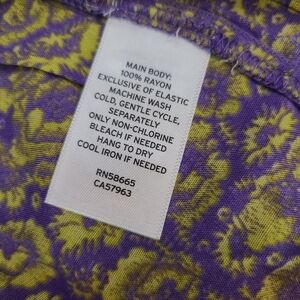 MAIN BODY:
100% RAYON
EXCLUSIVE OF ELASTIC
MACHINE WASH
COLD, GENTLE CYCLE,
SEPARATELY
ONLY NON-CHLORINE
BLEACH IF NEEDED
HANG TO DRY
COOL IRON IF NEEDED
RN58665
CA57963